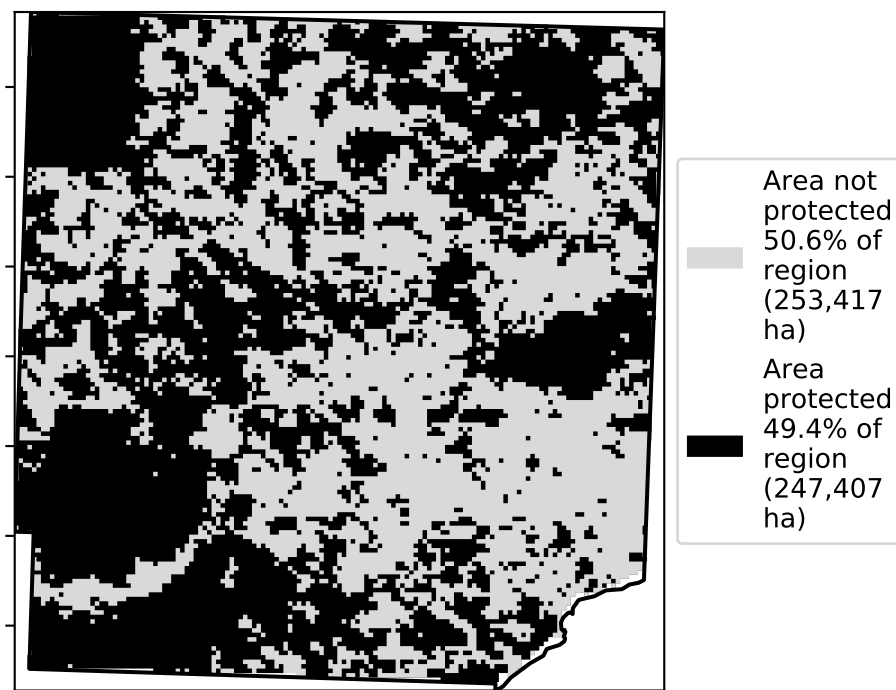 Area not
protected
50.6% of
region
(253,417
ha)
Area
protected
49.4% of
region
(247,407
ha)